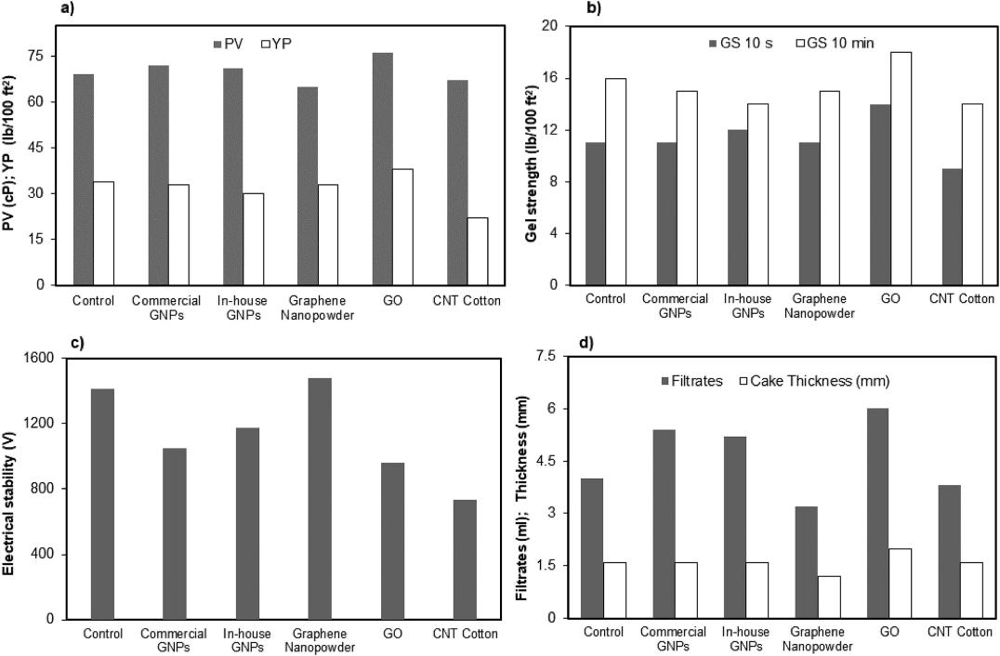 a)
PV YP
PV (cP); YP (lb/100 ft²)
75
60
45
30
15
0
Control Commercial GNPs In-house GNPs Graphene Nanopowder GO CNT Cotton
b)
GS 10 s GS 10 min
Gel strength (lb/100 ft²)
20
16
12
8
4
0
Control Commercial GNPs In-house GNPs Graphene Nanopowder GO CNT Cotton
c)
Electrical stability (V)
1600
1200
800
400
0
Control Commercial GNPs In-house GNPs Graphene Nanopowder GO CNT Cotton
d)
Filtrates Cake Thickness (mm)
Filtrates (ml); Thickness (mm)
7.5
6
4.5
3
1.5
0
Control Commercial GNPs In-house GNPs Graphene Nanopowder GO CNT Cotton